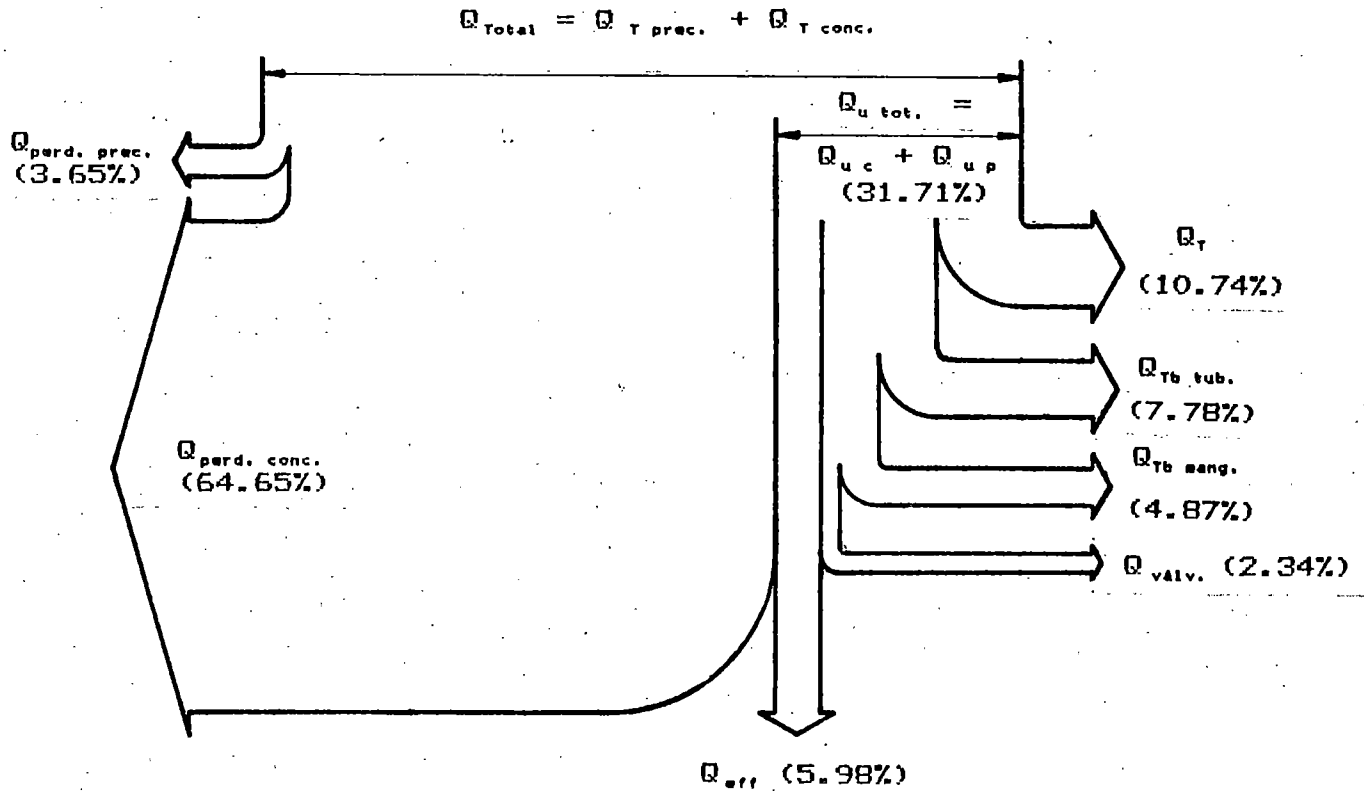 Q Total = Q T prec. + Q T conc.
Q u tot. =
Q perd. prec.
(3.65%)
Q u c + Q u p
(31.71%)
Q T
(10.74%)
Q Tb tub.
(7.78%)
Q perd. conc.
(64.65%)
Q Tb mang.
(4.87%)
Q válv. (2.34%)
Q eff (5.98%)